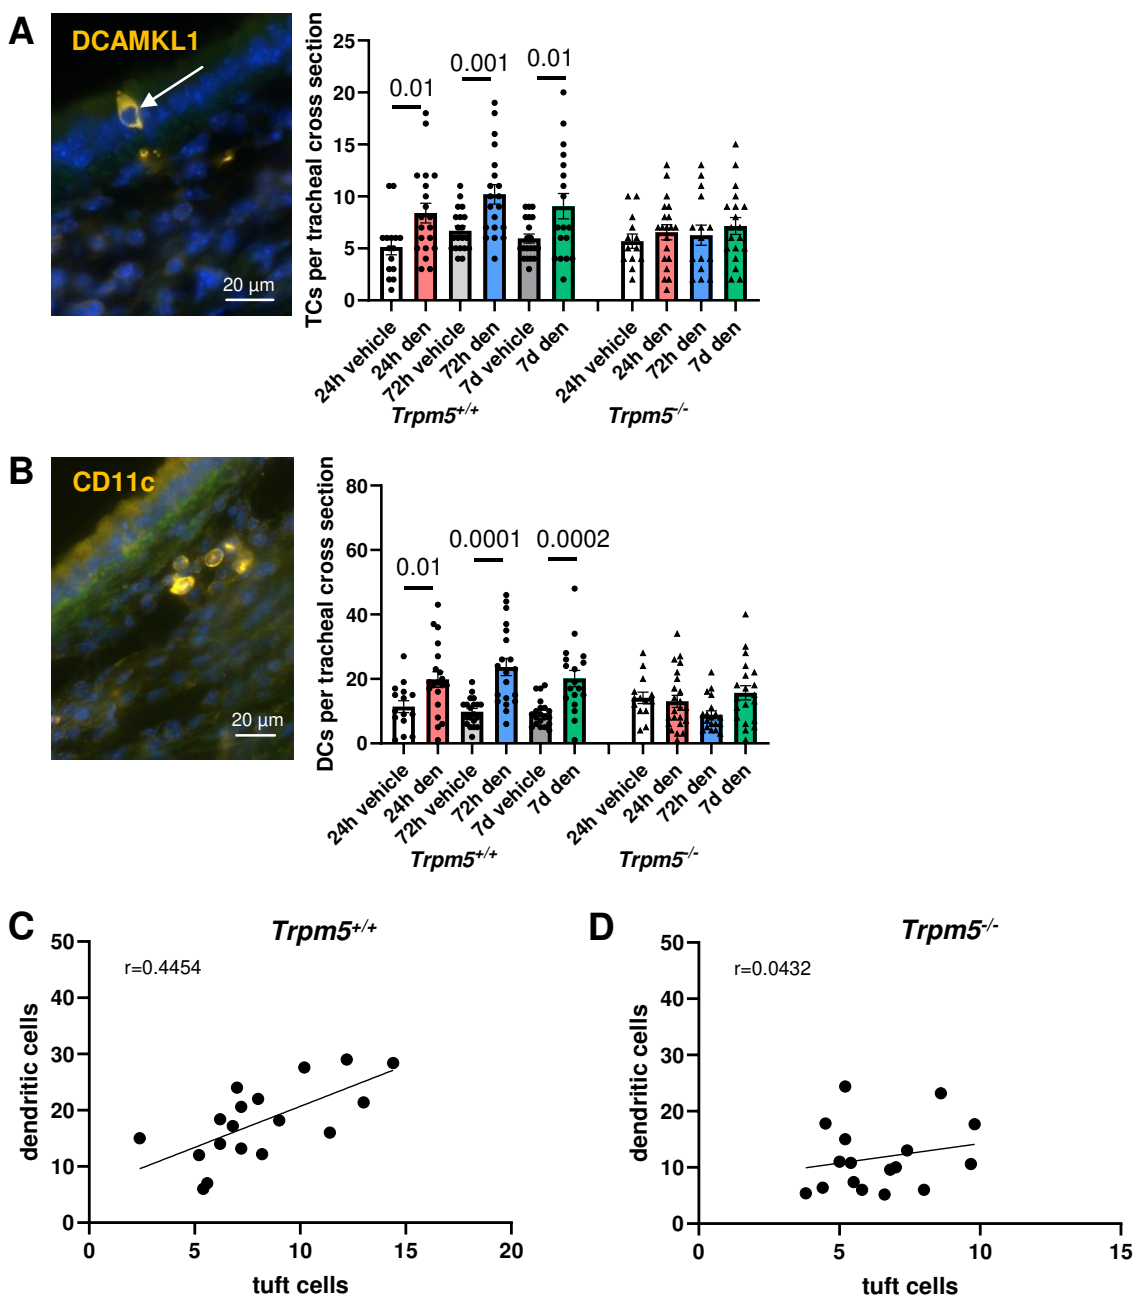 A
DCAMKL1
20 µm
TCs per tracheal cross section
25
20
15
10
5
0
0.01
0.001
0.01
24h vehicle
24h den
72h vehicle
72h den
7d vehicle
7d den
24h vehicle
24h den
72h den
7d den
Trpm5+/+
Trpm5-/-
B
CD11c
20 µm
DCs per tracheal cross section
80
60
40
20
0
0.01
0.0001
0.0002
24h vehicle
24h den
72h vehicle
72h den
7d vehicle
7d den
24h vehicle
24h den
72h den
7d den
Trpm5+/+
Trpm5-/-
C
Trpm5+/+
r=0.4454
dendritic cells
50
40
30
20
10
0
0
5
10
15
20
tuft cells
D
Trpm5-/-
r=0.0432
dendritic cells
50
40
30
20
10
0
0
5
10
15
tuft cells